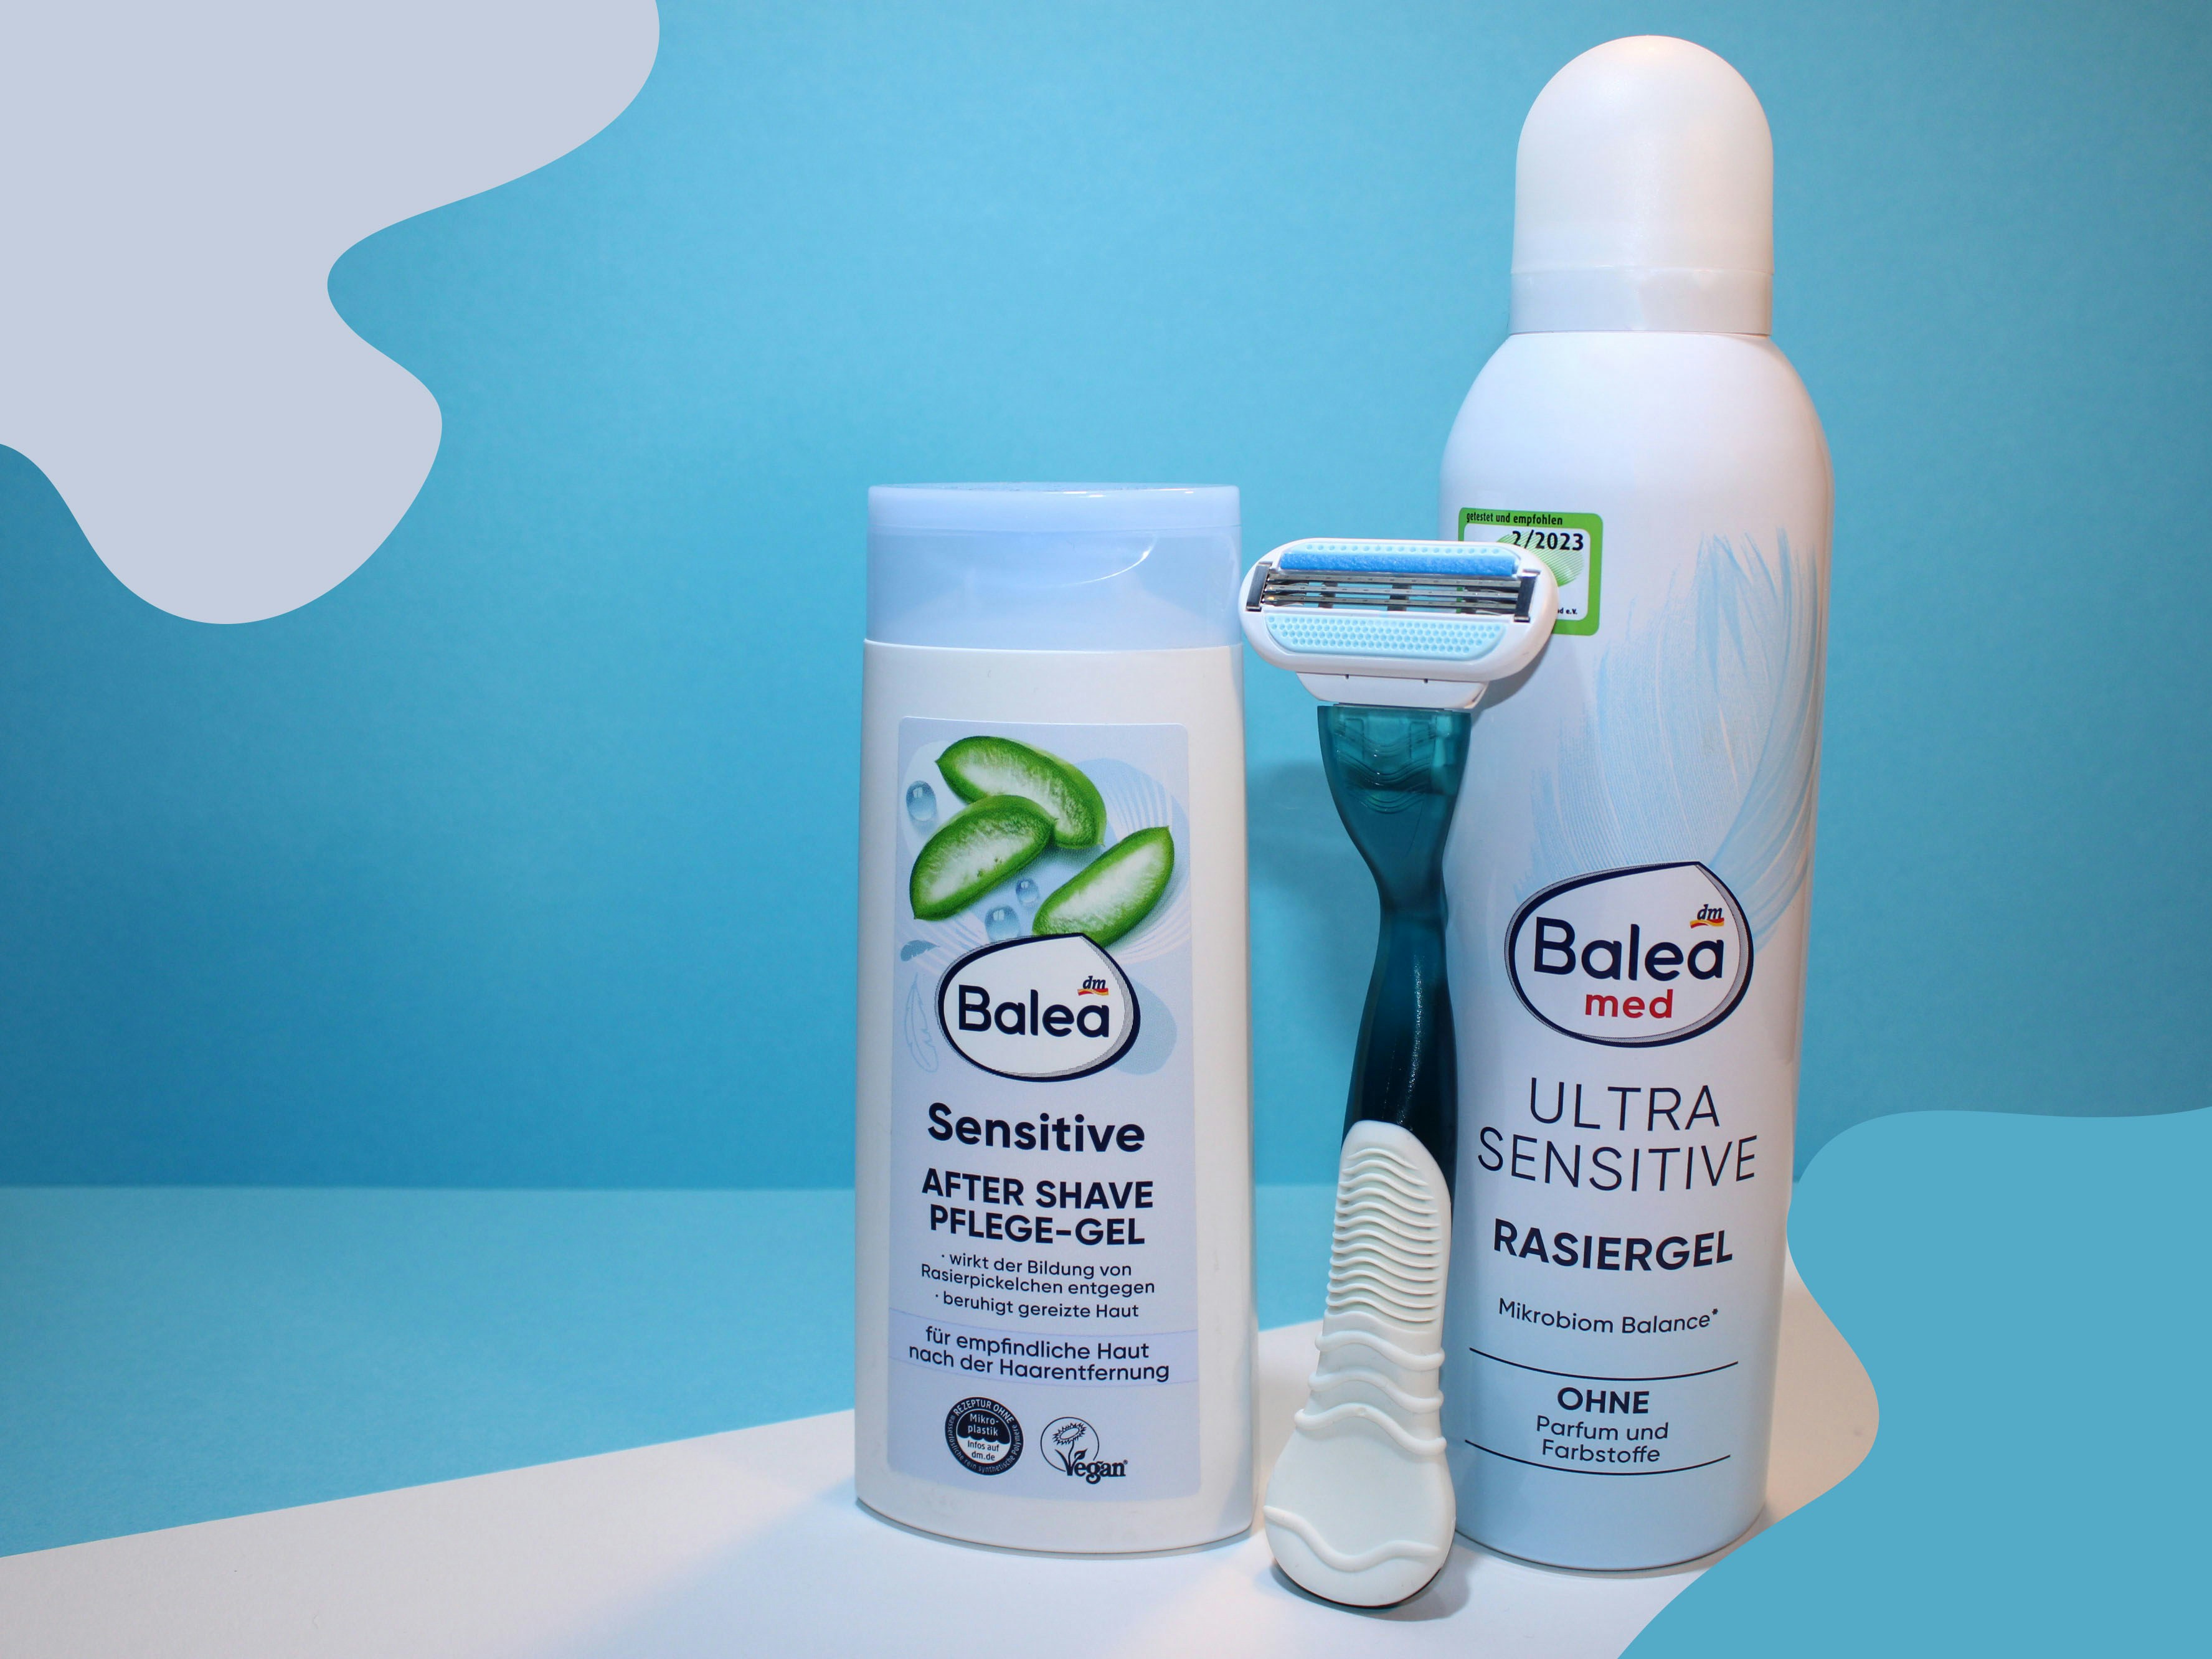 dm
Balea
Sensitive
AFTER SHAVE
PFLEGE-GEL
· wirkt der Bildung von
Rasierpickelchen entgegen
· beruhigt gereizte Haut
für empfindliche Haut
nach der Haarentfernung
REZEPTUR OHNE
Mikro-
plastik
Infos auf
dm.de
Vegan
getestet und empfohlen
2/2023
e.V.
dm
Balea
med
ULTRA
SENSITIVE
RASIERGEL
Mikrobiom Balance*
OHNE
Parfum und
Farbstoffe